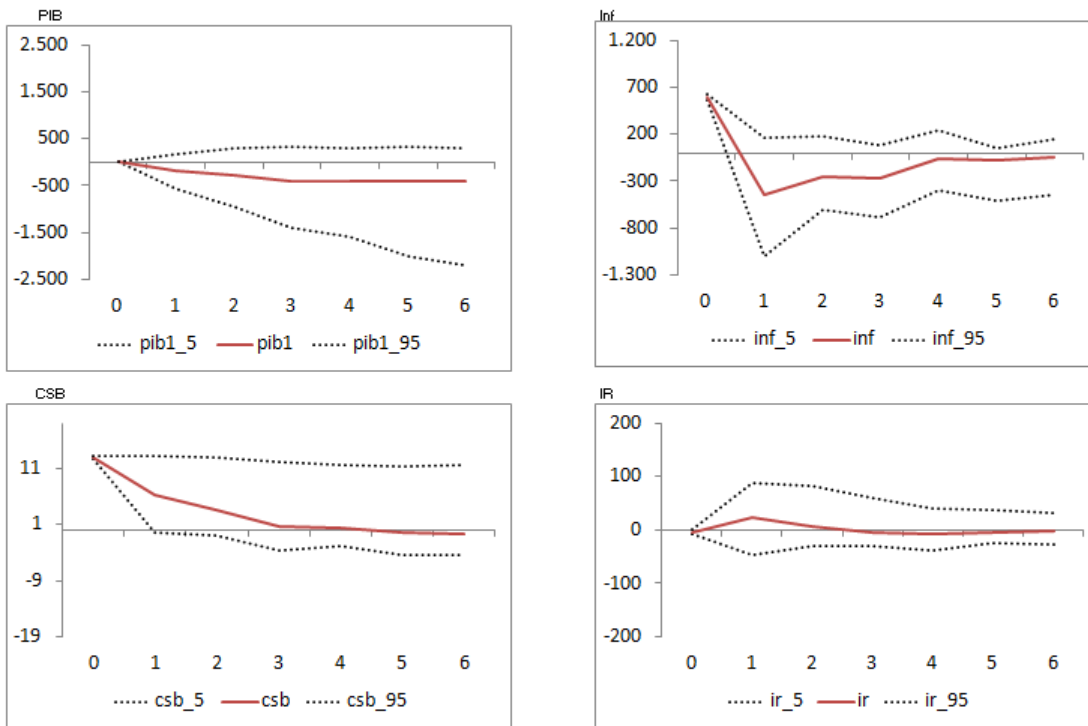 PIB
2.500
1.500
500
-500
-1.500
-2.500
0 1 2 3 4 5 6
pib1_5 pib1 pib1_95
Inf
1.200
700
200
-300
-800
-1.300
0 1 2 3 4 5 6
inf_5 inf inf_95
CSB
11
1
-9
-19
0 1 2 3 4 5 6
csb_5 csb csb_95
IR
200
100
0
-100
-200
0 1 2 3 4 5 6
ir_5 ir ir_95